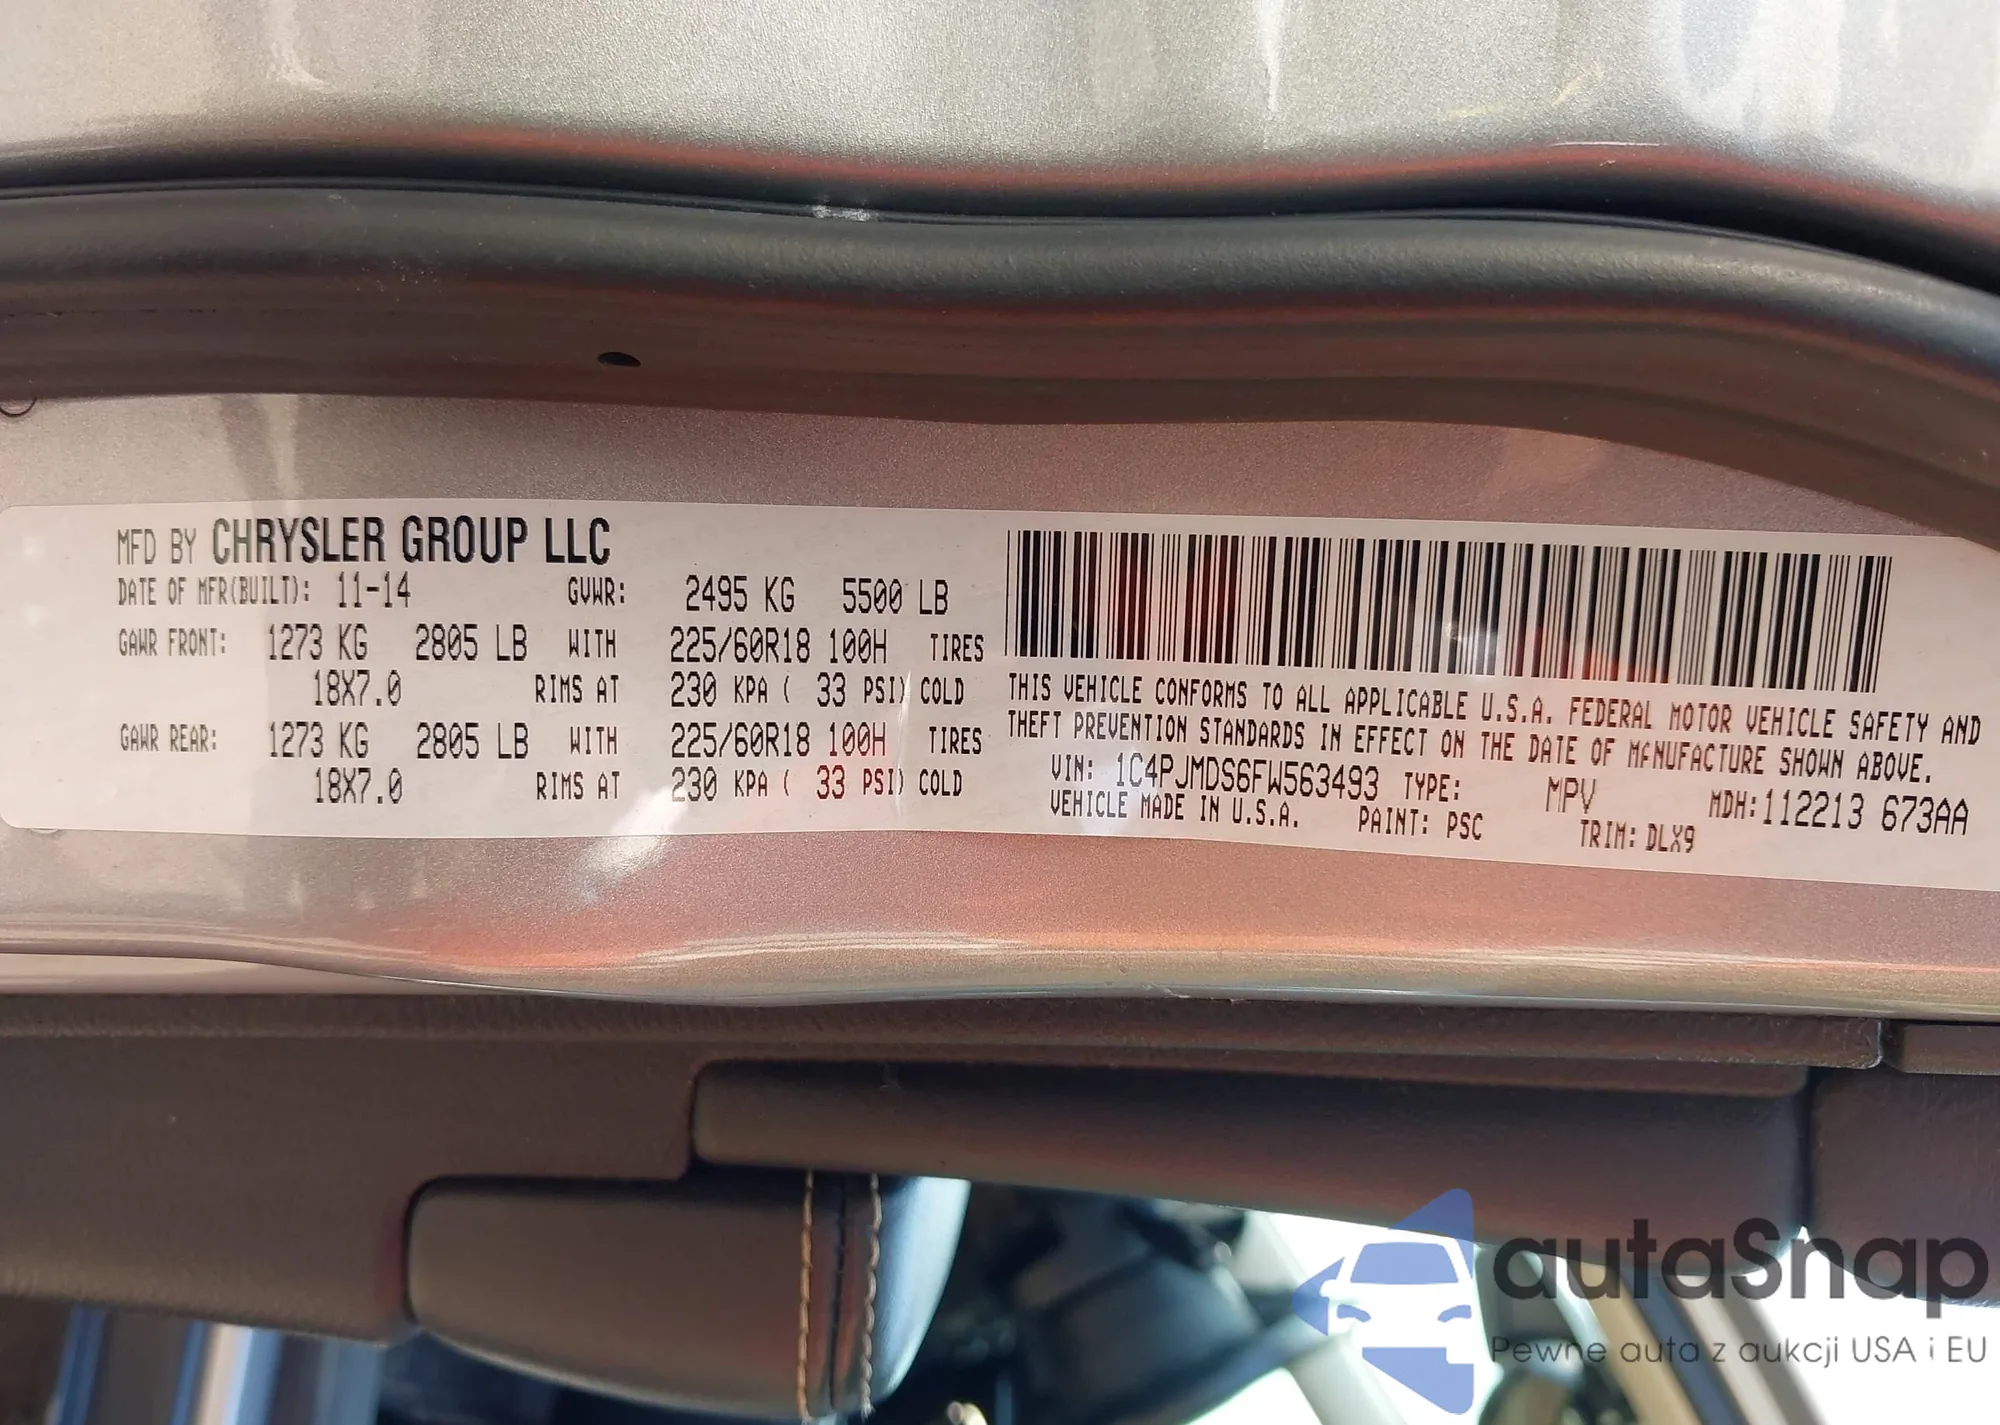 MFD BY CHRYSLER GROUP LLC
DATE OF MFR(BUILT): 11-14 GVWR: 2495 KG 5500 LB
GAWR FRONT: 1273 KG 2805 LB WITH 225/60R18 100H TIRES
18X7.0 RIMS AT 230 KPA ( 33 PSI) COLD
GAWR REAR: 1273 KG 2805 LB WITH 225/60R18 100H TIRES
18X7.0 RIMS AT 230 KPA ( 33 PSI) COLD
THIS VEHICLE CONFORMS TO ALL APPLICABLE U.S.A. FEDERAL MOTOR VEHICLE SAFETY AND
THEFT PREVENTION STANDARDS IN EFFECT ON THE DATE OF MANUFACTURE SHOWN ABOVE.
VIN: 1C4PJMDS6FW563493 TYPE: MPV MDH:112213 673AA
VEHICLE MADE IN U.S.A. PAINT: PSC TRIM: DLX9
autaSnap
Pewne auta z aukcji USA i EU